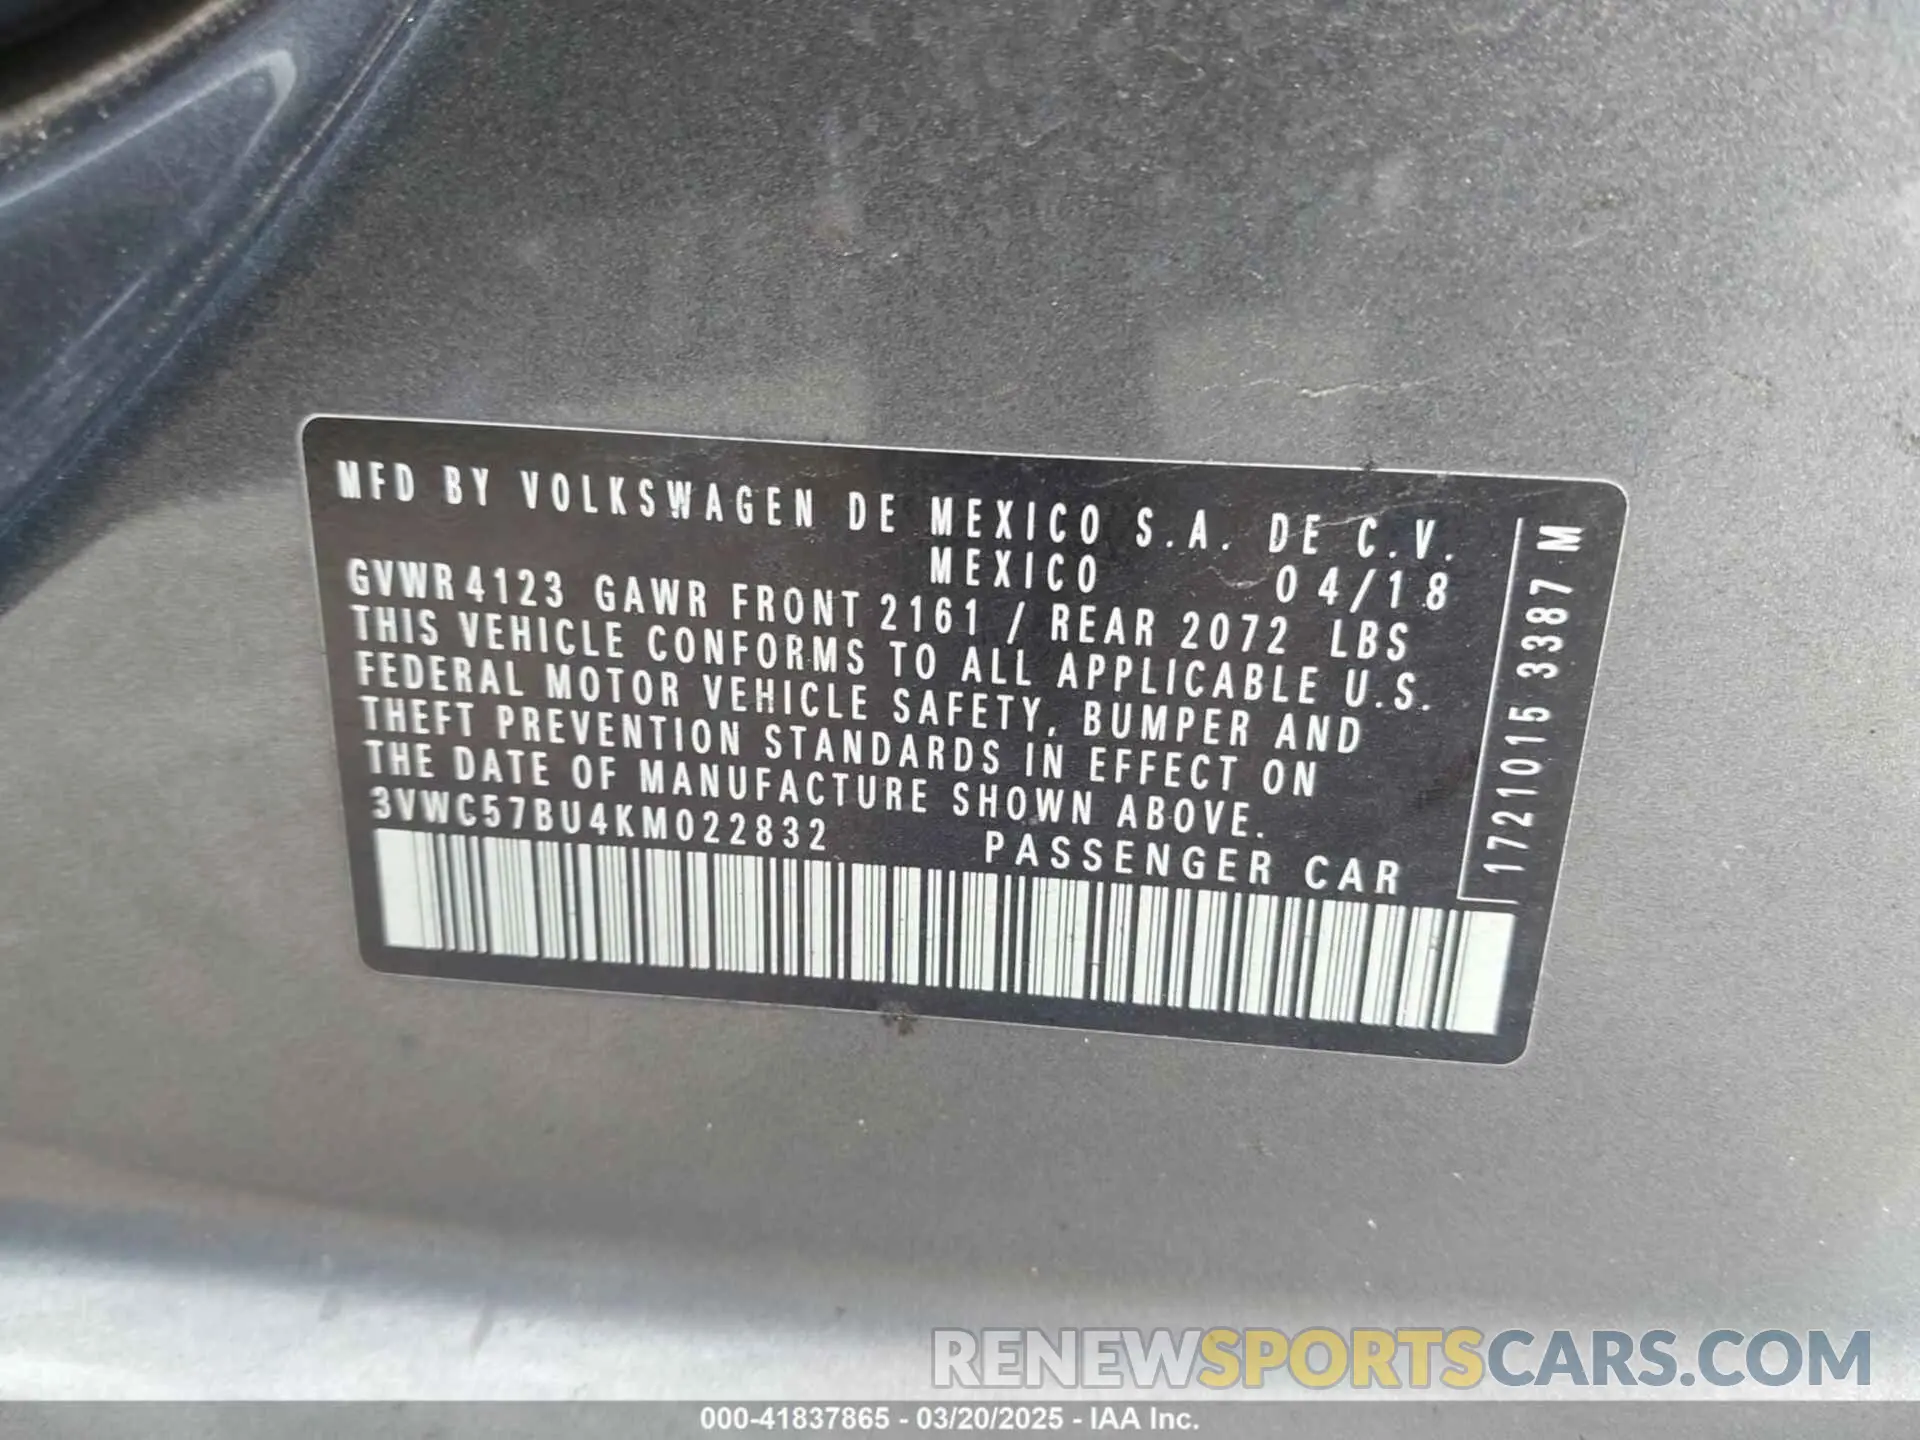 MFD BY VOLKSWAGEN DE MEXICO S.A. DE C.V.
MEXICO 04/18
GVWR 4123 GAWR FRONT 2161 / REAR 2072 LBS
THIS VEHICLE CONFORMS TO ALL APPLICABLE U.S.
FEDERAL MOTOR VEHICLE SAFETY, BUMPER AND
THEFT PREVENTION STANDARDS IN EFFECT ON
THE DATE OF MANUFACTURE SHOWN ABOVE.
3VWC57BU4KM022832 PASSENGER CAR
1721015 3387 M
RENEWSPORTSCARS.COM
000-41837865 - 03/20/2025 - IAA Inc.